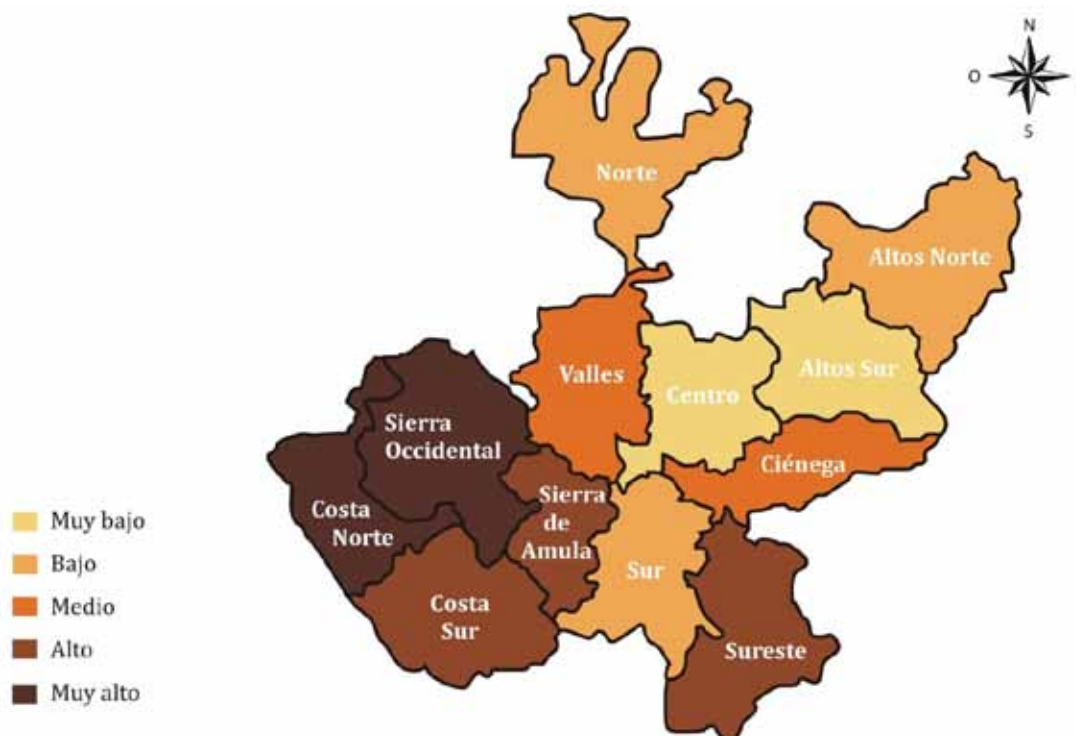 N
O
S
Norte
Altos Norte
Valles
Centro
Altos Sur
Sierra
Occidental
Ciénega
Costa
Norte
Sierra
de
Amula
Sur
Costa
Sur
Sureste
Muy bajo
Bajo
Medio
Alto
Muy alto